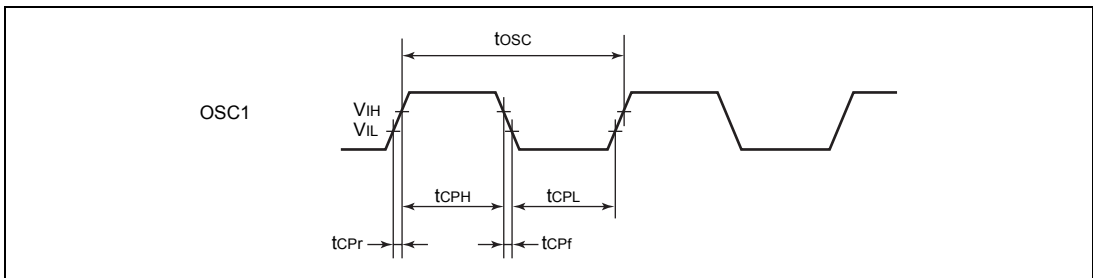 tosc
OSC1
VIH
VIL
tCPH
tCPL
tCPr
tCPf